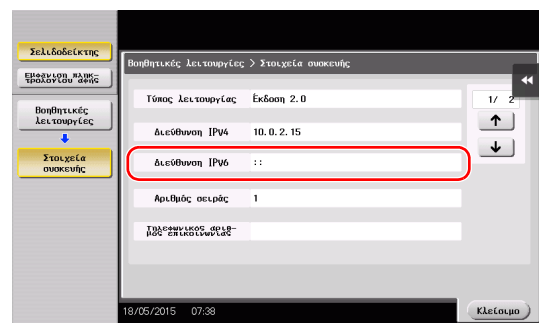 Σελιδοδείκτης
Εμφάνιση πληκ-
τρολογίου αφής
Βοηθητικές
λειτουργίες
Στοιχεία
συσκευής
Βοηθητικές λειτουργίες > Στοιχεία συσκευής
Τύπος λειτουργίας Έκδοση 2.0
1/ 2
Διεύθυνση IPV4 10.0.2.15
Διεύθυνση IPV6 ::
Αριθμός σειράς 1
Τηλεφωνικός αριθ-
μός επικοινωνίας
18/05/2015 07:38
Κλείσιμο